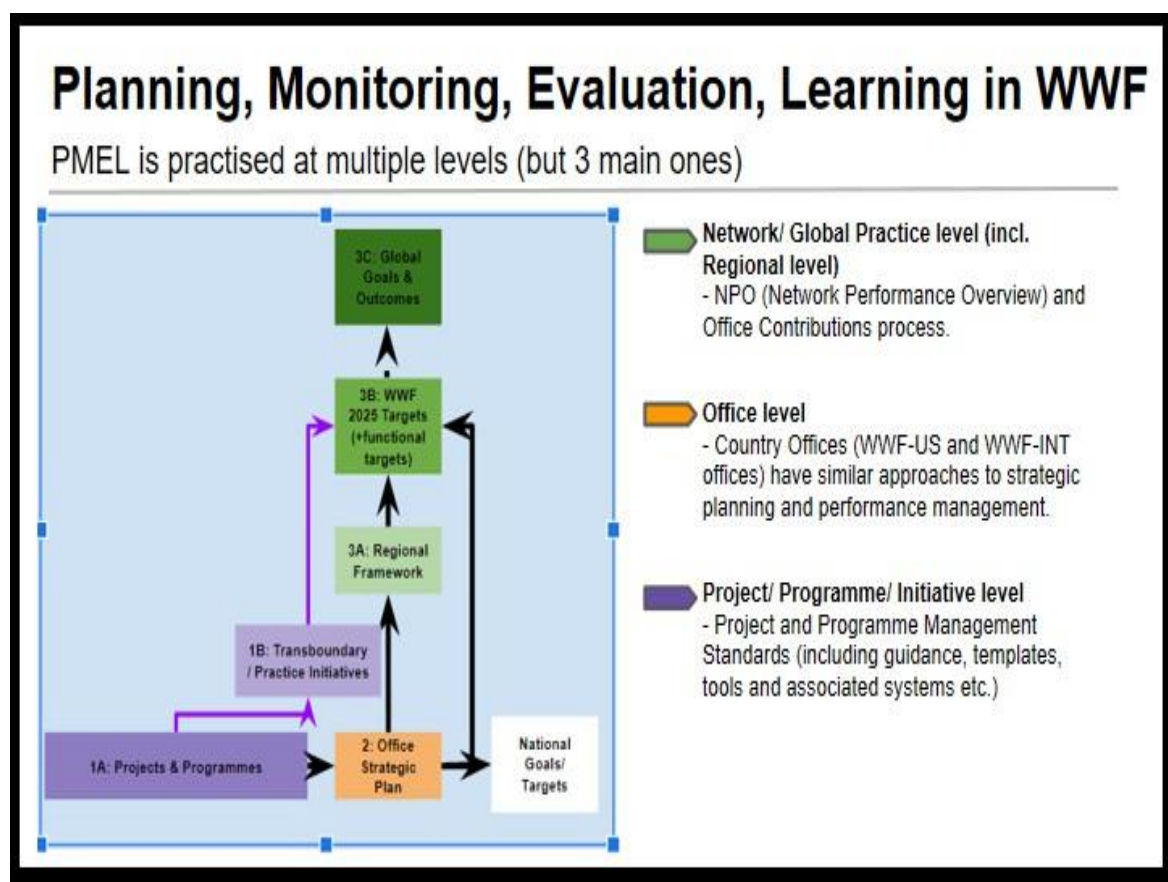 Planning, Monitoring, Evaluation, Learning in WWF
PMEL is practised at multiple levels (but 3 main ones)
3C: Global
Goals &
Outcomes
3B: WWF
2025 Targets
(+functional
targets)
3A: Regional
Framework
1B: Transboundary
/ Practice Initiatives
1A: Projects & Programmes
2: Office
Strategic
Plan
National
Goals/
Targets
Network/ Global Practice level (incl.
Regional level)
- NPO (Network Performance Overview) and
Office Contributions process.
Office level
- Country Offices (WWF-US and WWF-INT
offices) have similar approaches to strategic
planning and performance management.
Project/ Programme/ Initiative level
- Project and Programme Management
Standards (including guidance, templates,
tools and associated systems etc.)